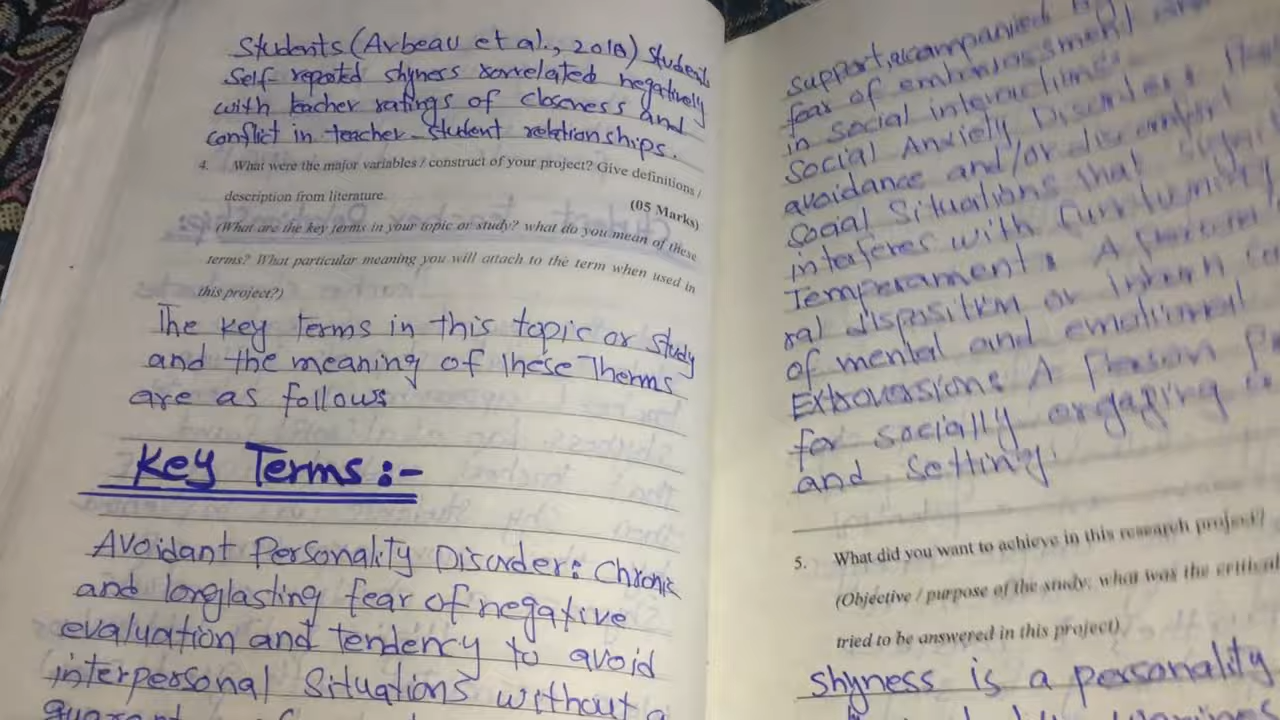 Students (Arbeau et al., 2010) students
Self reported shyness correlated negatively
with teacher ratings of closeness and
conflict in teacher-student relationships.
4. What were the major variables / construct of your project? Give definitions /
description from literature. (05 Marks)
(What are the key terms in your topic or study? what do you mean of these
terms? What particular meaning you will attach to the term when used in
this project?)
The key terms in this topic or study
and the meaning of these Therms
are as follows
Key Terms :-
Avoidant Personality Disorder: Chronic
and longlasting fear of negative
evaluation and tendency to avoid
interpersonal Situations without a
support, accompanied by
fear of embarrassment
in social interactions.
Social Anxiety Disorder:
avoidance and/or discomfort
Social Situations that
interferes with
Temperament: A
ral disposition or
of mental and emotional
Extroversion: A Person
for socially engaging
and setting.
5. What did you want to achieve in this research project?
(Objective / purpose of the study; what was the critical
tried to be answered in this project)
shyness is a personality